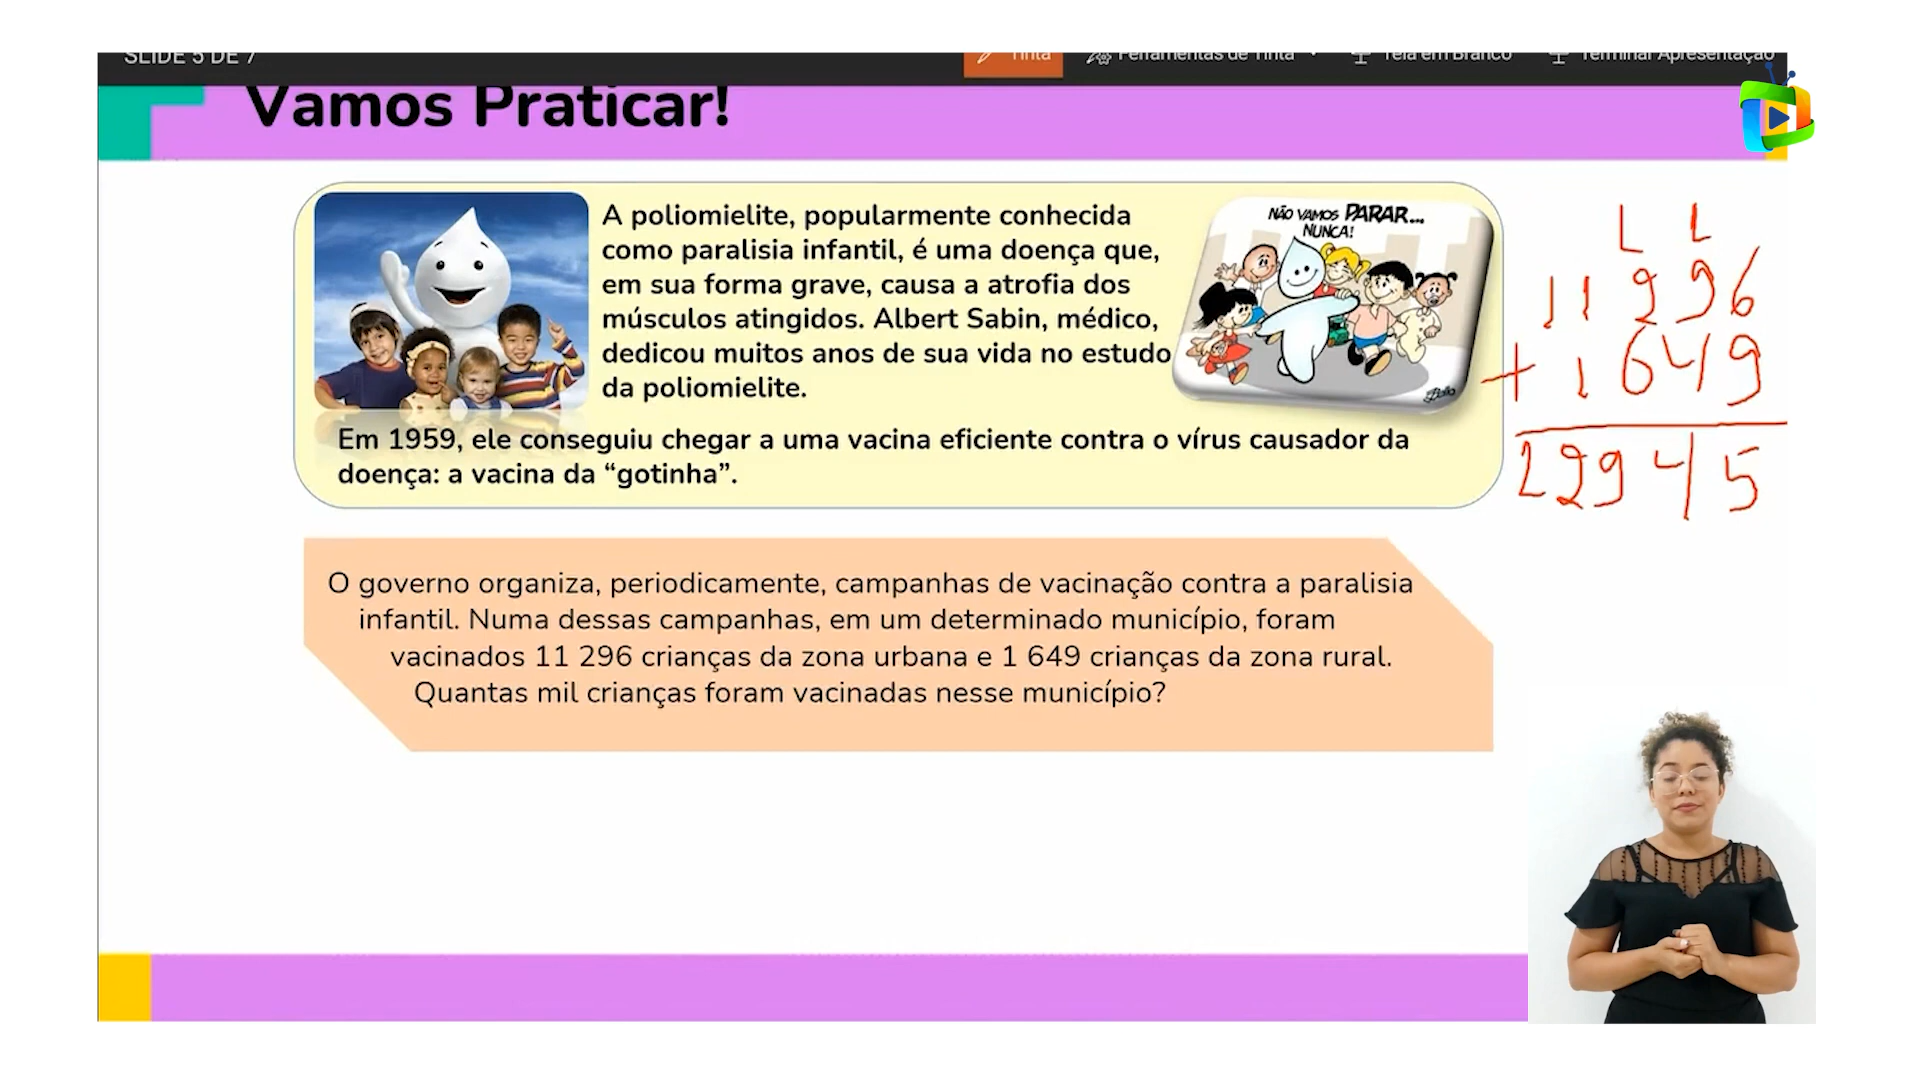 SLIDE 5 DE 7
Tinta Ferramentas de Tinta Tela em Branco Terminar Apresentação
Vamos Praticar!
A poliomielite, popularmente conhecida
como paralisia infantil, é uma doença que,
em sua forma grave, causa a atrofia dos
músculos atingidos. Albert Sabin, médico,
dedicou muitos anos de sua vida no estudo
da poliomielite.
Em 1959, ele conseguiu chegar a uma vacina eficiente contra o vírus causador da
doença: a vacina da “gotinha”.
NÃO VAMOS PARAR...
NUNCA!
1 1
11 296
+ 1 649
12945
O governo organiza, periodicamente, campanhas de vacinação contra a paralisia
infantil. Numa dessas campanhas, em um determinado município, foram
vacinados 11 296 crianças da zona urbana e 1 649 crianças da zona rural.
Quantas mil crianças foram vacinadas nesse município?